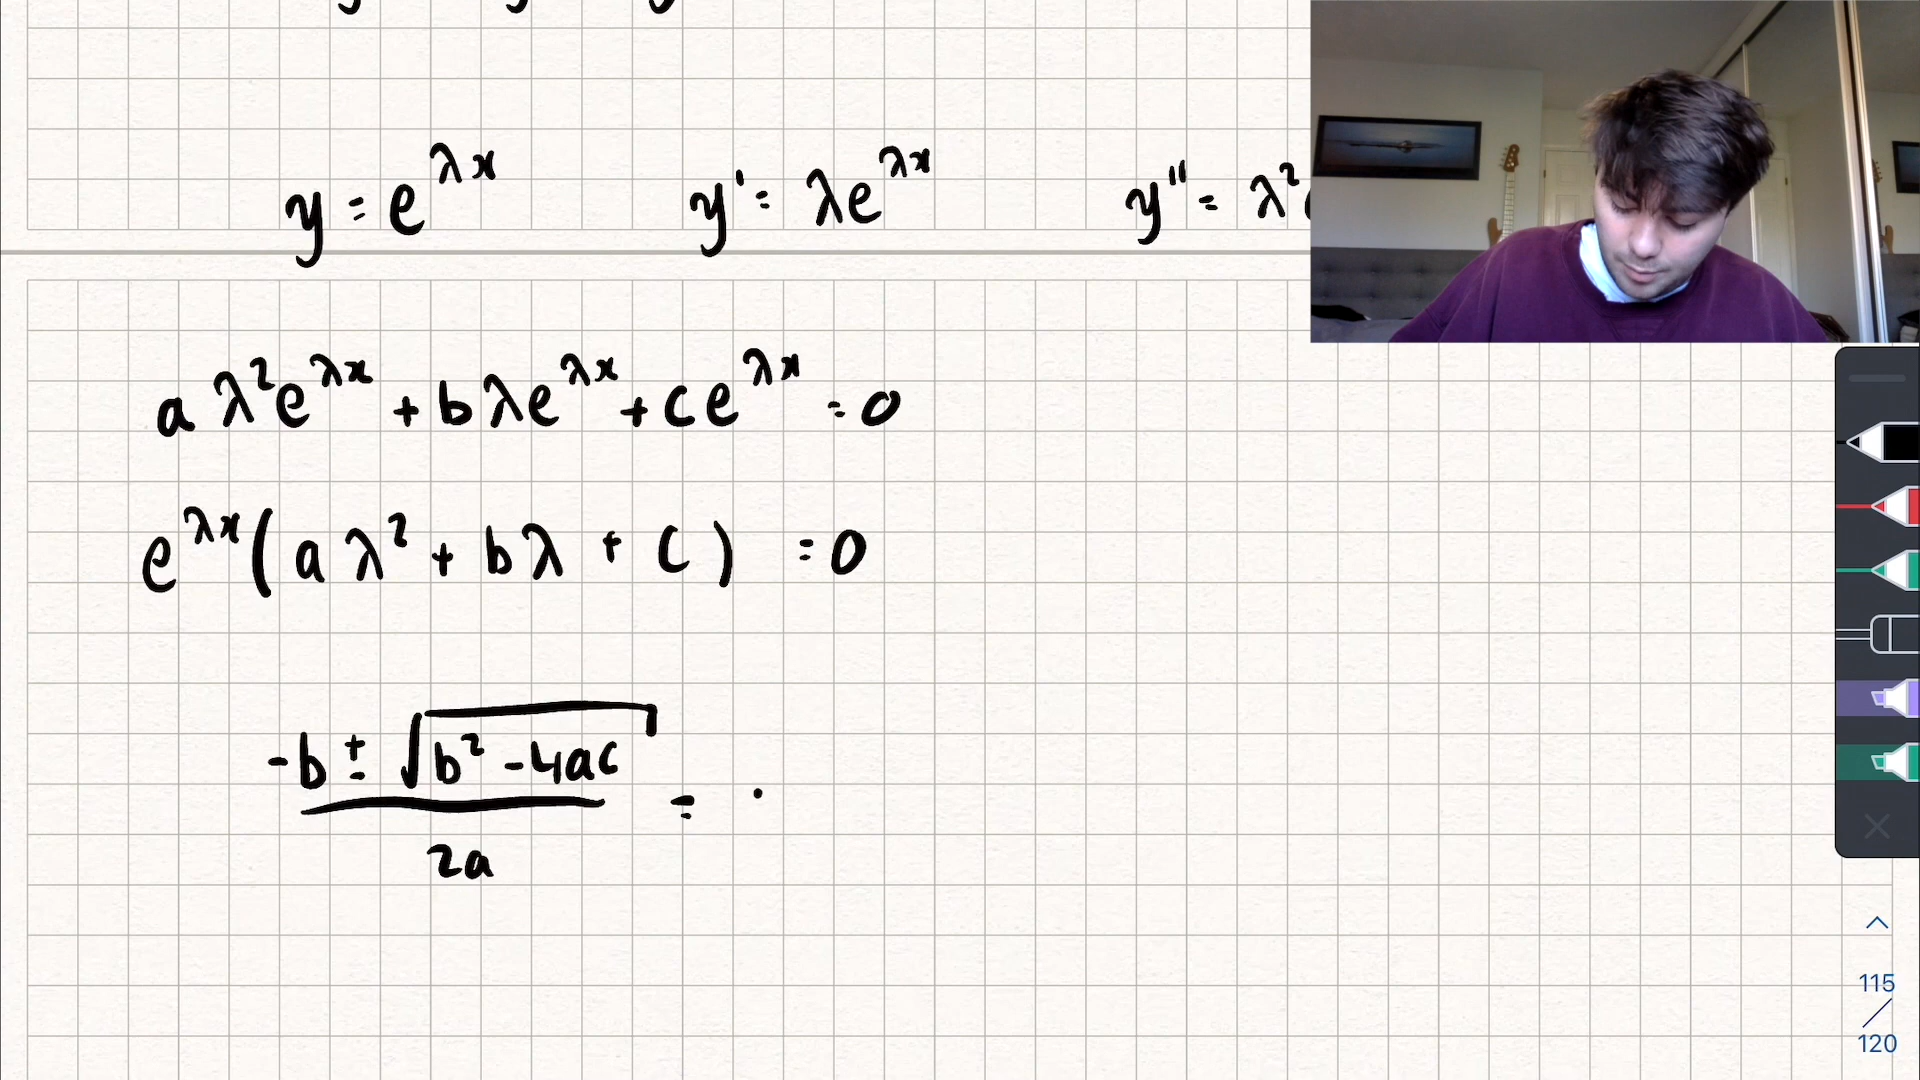 y = e^λx y' = λe^λx y'' = λ²
aλ²e^λx + bλe^λx + ce^λx = 0
e^λx(aλ² + bλ + c) = 0
-b ± √b² - 4ac
=
2a
115
/
120